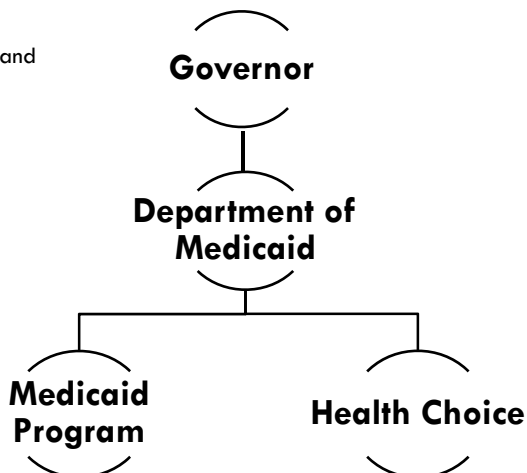 and
Governor
Department of
Medicaid
Medicaid
Program
Health Choice